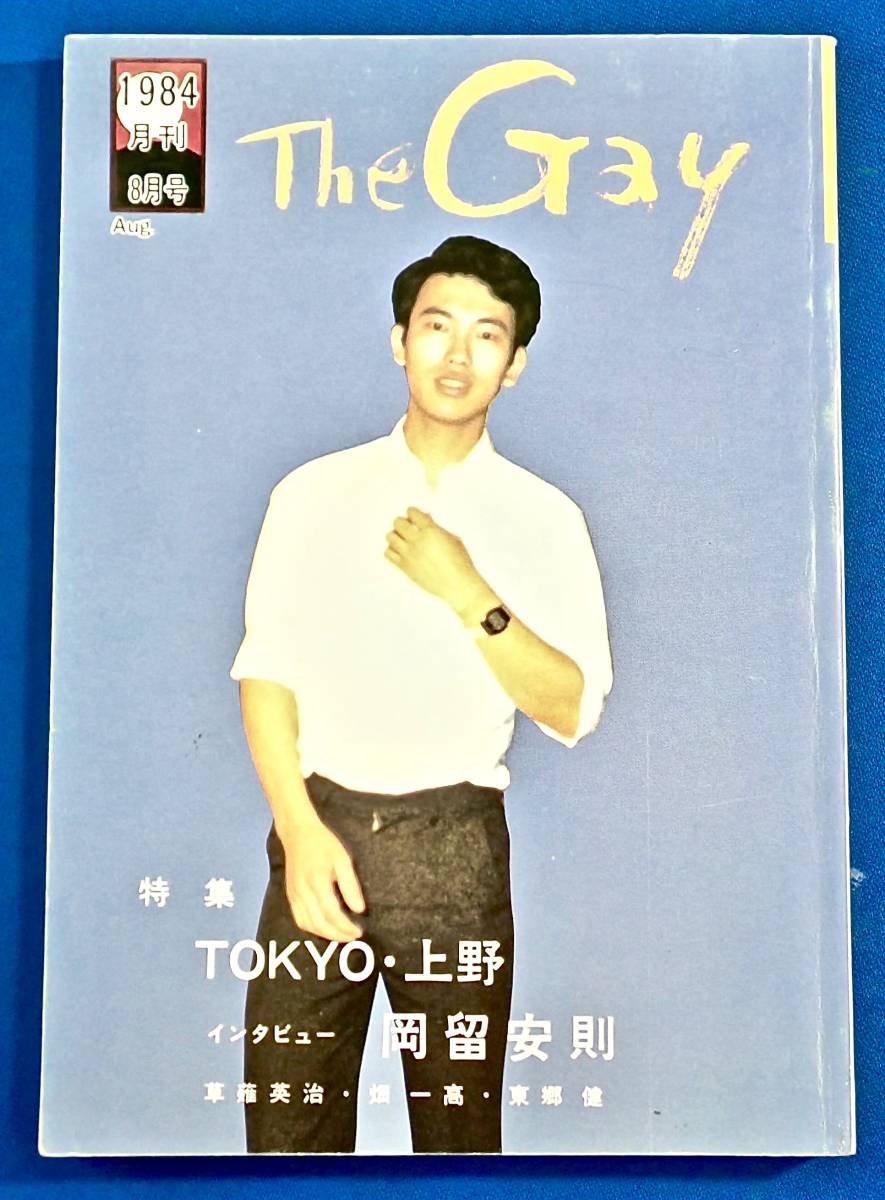 1984
月刊
8月号
Aug.
The Gay
特集
TOKYO・上野
インタビュー 岡留安則
草薙英治・畑一高・東郷健